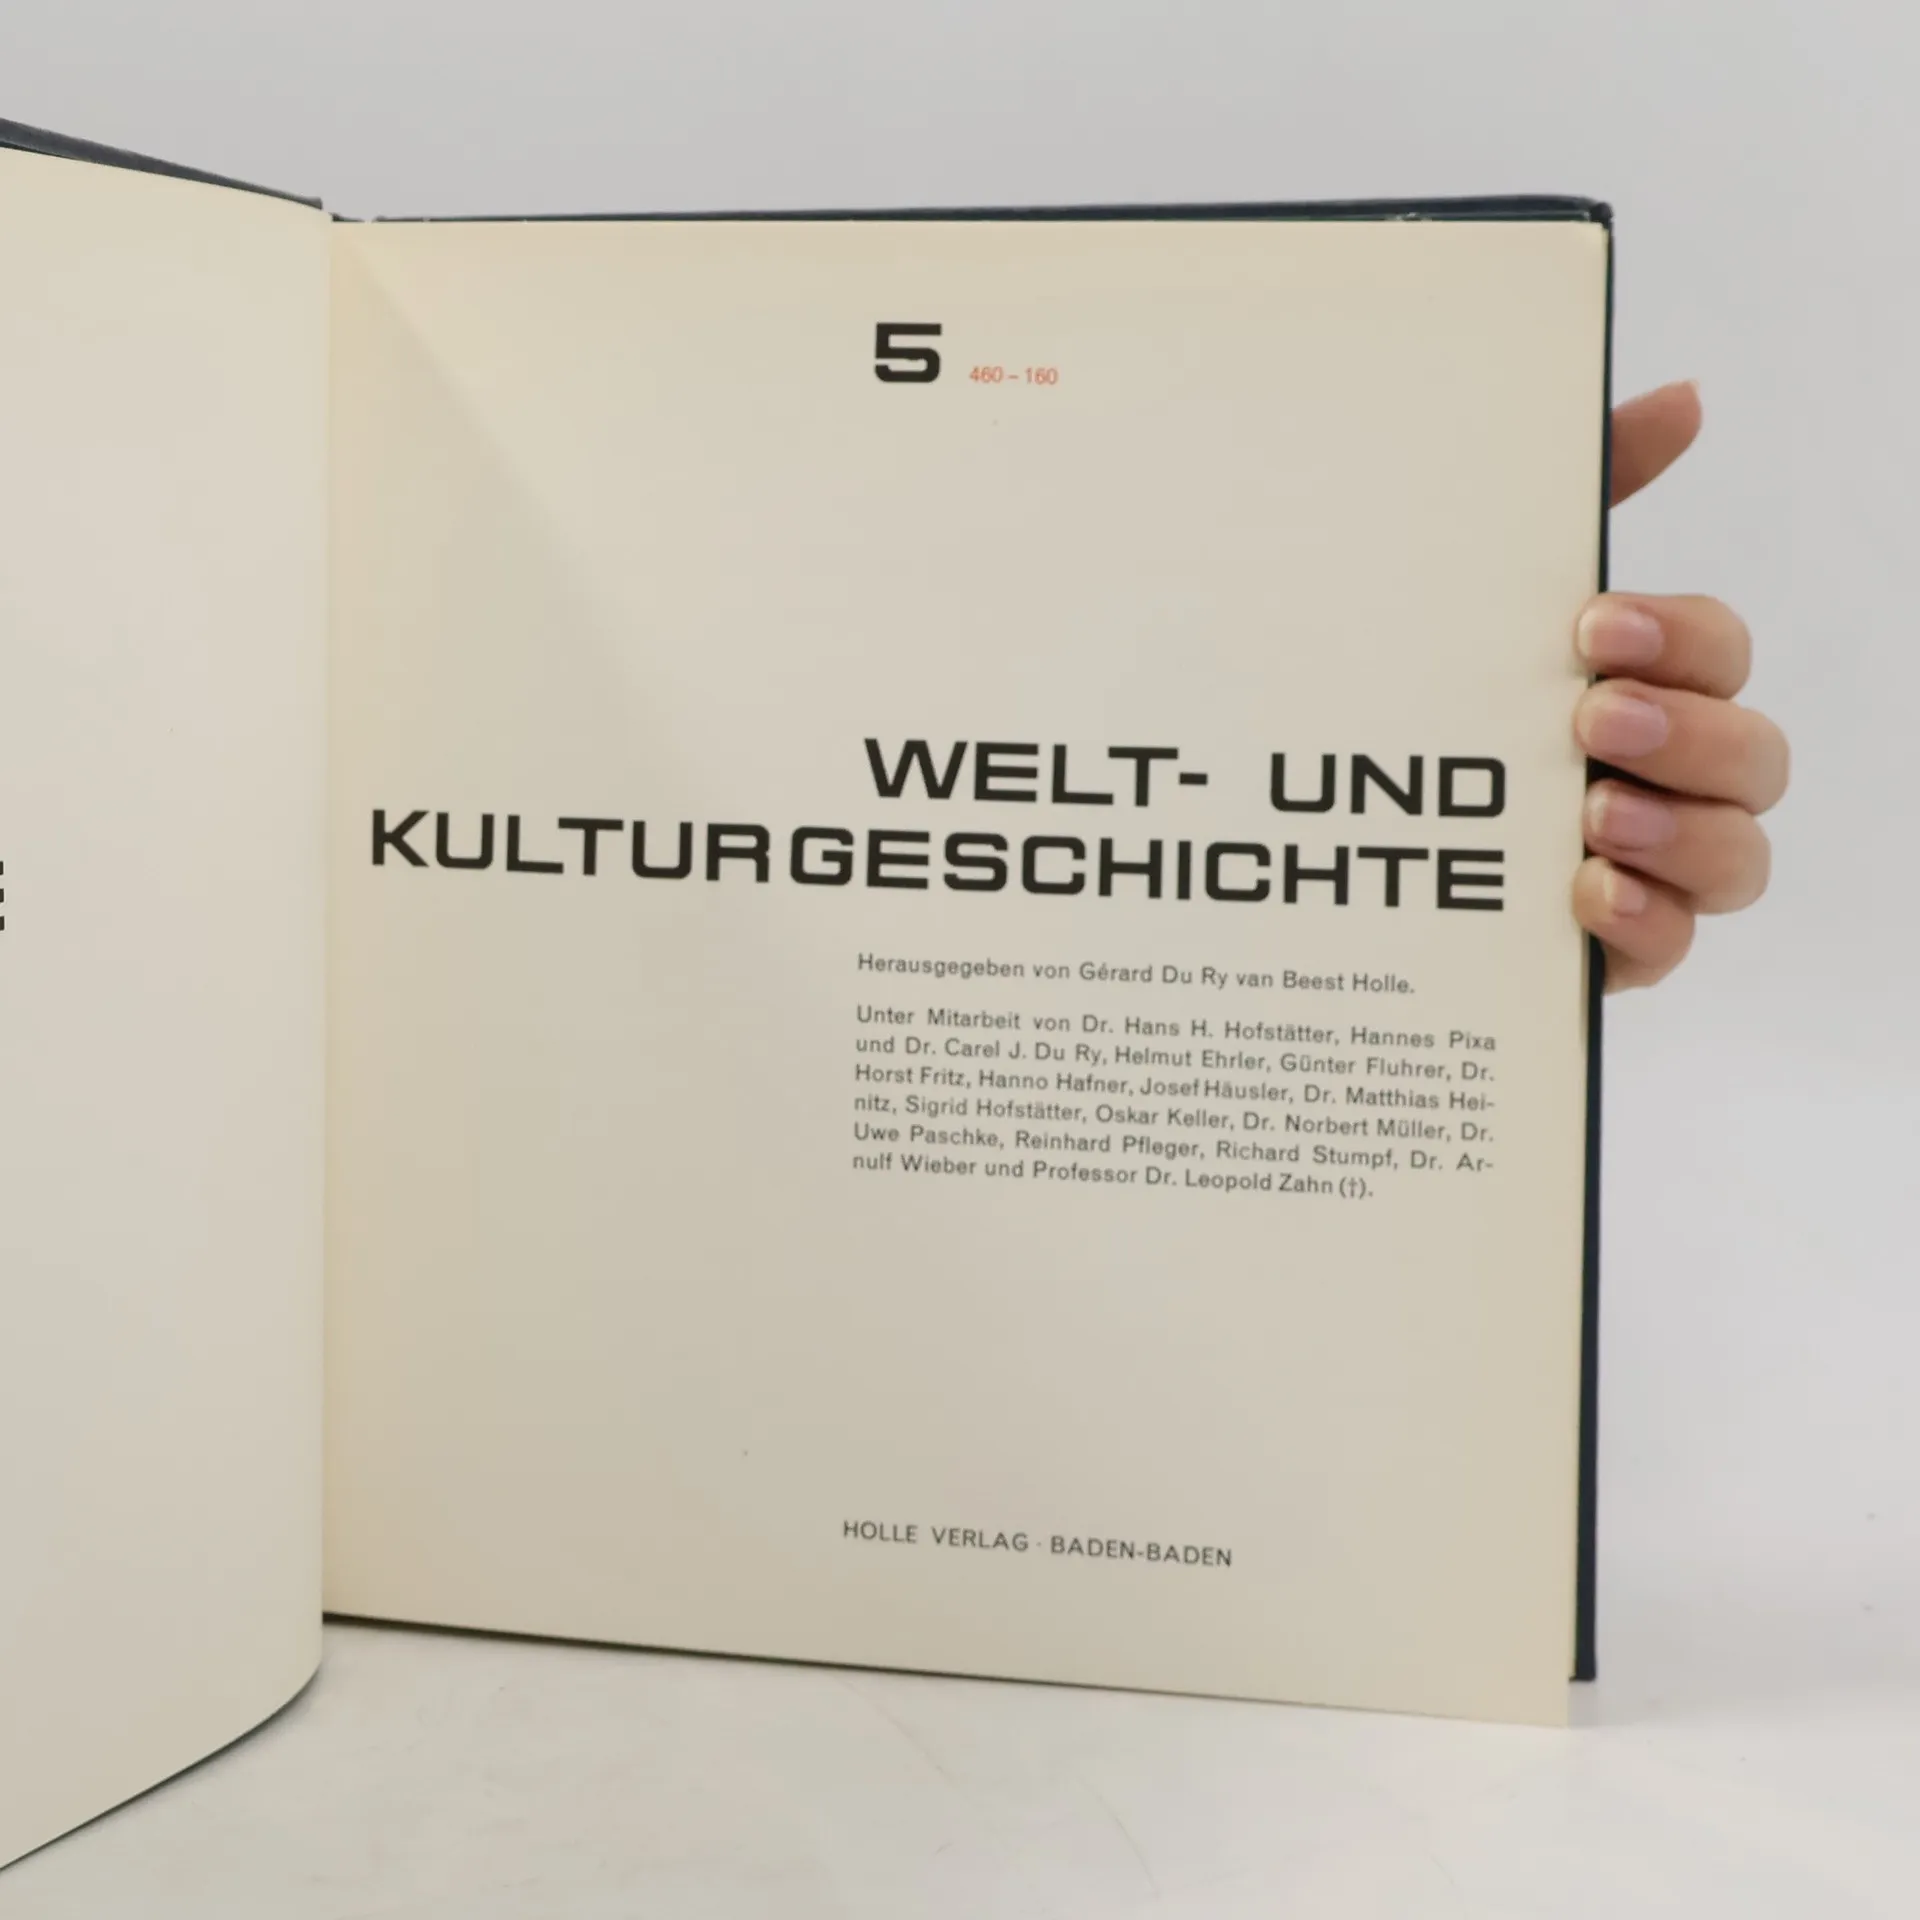 5 460 – 160
WELT- UND
KULTURGESCHICHTE
Herausgegeben von Gérard Du Ry van Beest Holle.
Unter Mitarbeit von Dr. Hans H. Hofstätter, Hannes Pixa
und Dr. Carel J. Du Ry, Helmut Ehrler, Günter Fluhrer, Dr.
Horst Fritz, Hanno Hafner, Josef Häusler, Dr. Matthias Hei-
nitz, Sigrid Hofstätter, Oskar Keller, Dr. Norbert Müller, Dr.
Uwe Paschke, Reinhard Pfleger, Richard Stumpf, Dr. Ar-
nulf Wieber und Professor Dr. Leopold Zahn (†).
HOLLE VERLAG · BADEN-BADEN